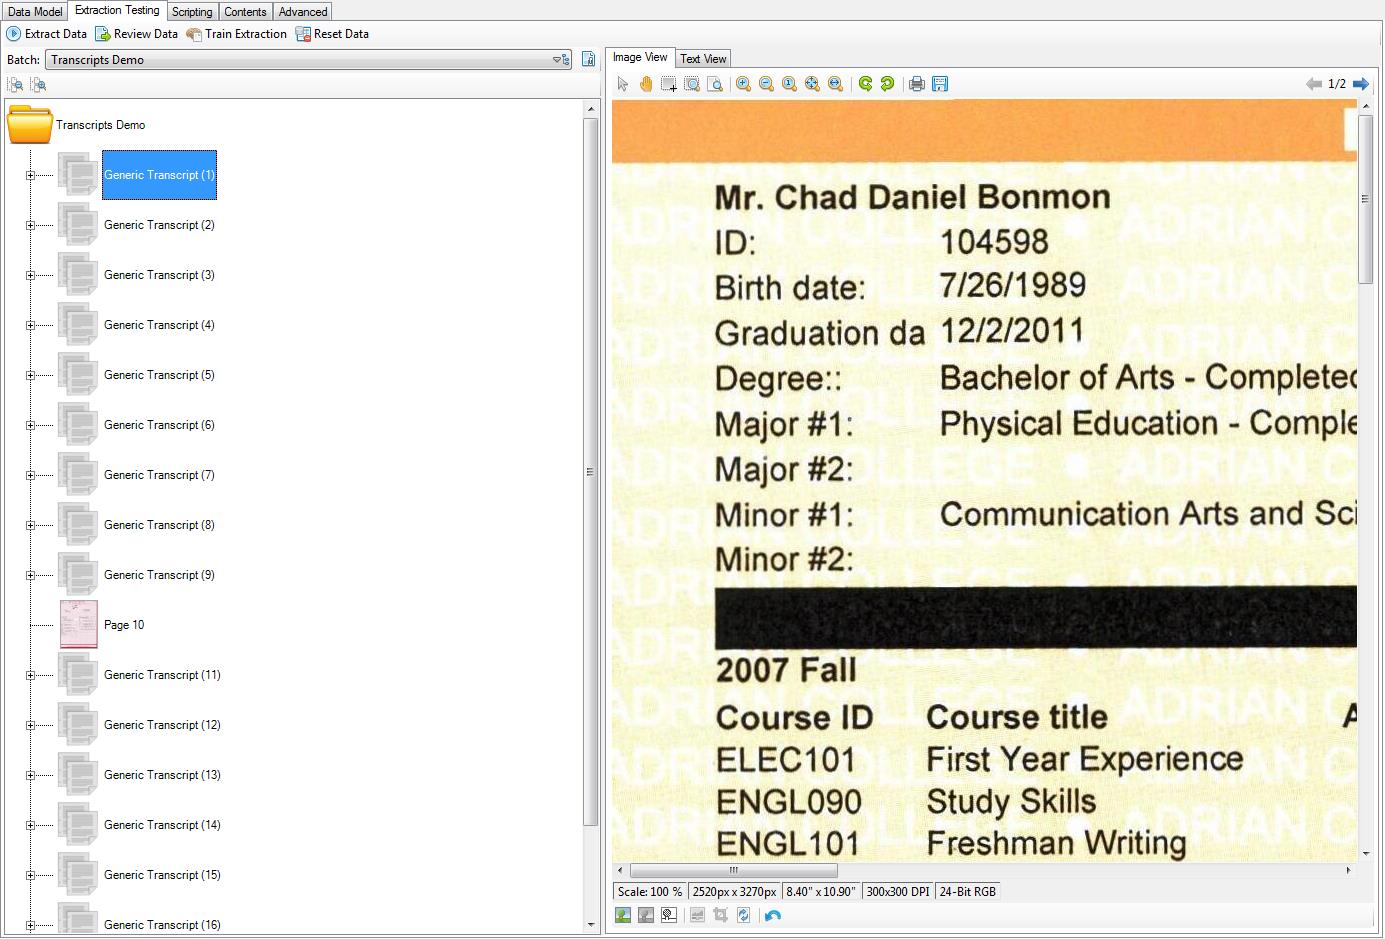 Data Model Extraction Testing Scripting Contents Advanced
Extract Data Review Data Train Extraction Reset Data
Batch: Transcripts Demo
Transcripts Demo
Generic Transcript (1)
Generic Transcript (2)
Generic Transcript (3)
Generic Transcript (4)
Generic Transcript (5)
Generic Transcript (6)
Generic Transcript (7)
Generic Transcript (8)
Generic Transcript (9)
Page 10
Generic Transcript (11)
Generic Transcript (12)
Generic Transcript (13)
Generic Transcript (14)
Generic Transcript (15)
Generic Transcript (16)
Image View Text View
1/2
Mr. Chad Daniel Bonmon
ID: 104598
Birth date: 7/26/1989
Graduation da 12/2/2011
Degree:: Bachelor of Arts - Completed
Major #1: Physical Education - Comple
Major #2:
Minor #1: Communication Arts and Sci
Minor #2:
2007 Fall
Course ID Course title A
ELEC101 First Year Experience
ENGL090 Study Skills
ENGL101 Freshman Writing
Scale: 100 % 2520px x 3270px 8.40" x 10.90" 300x300 DPI 24-Bit RGB